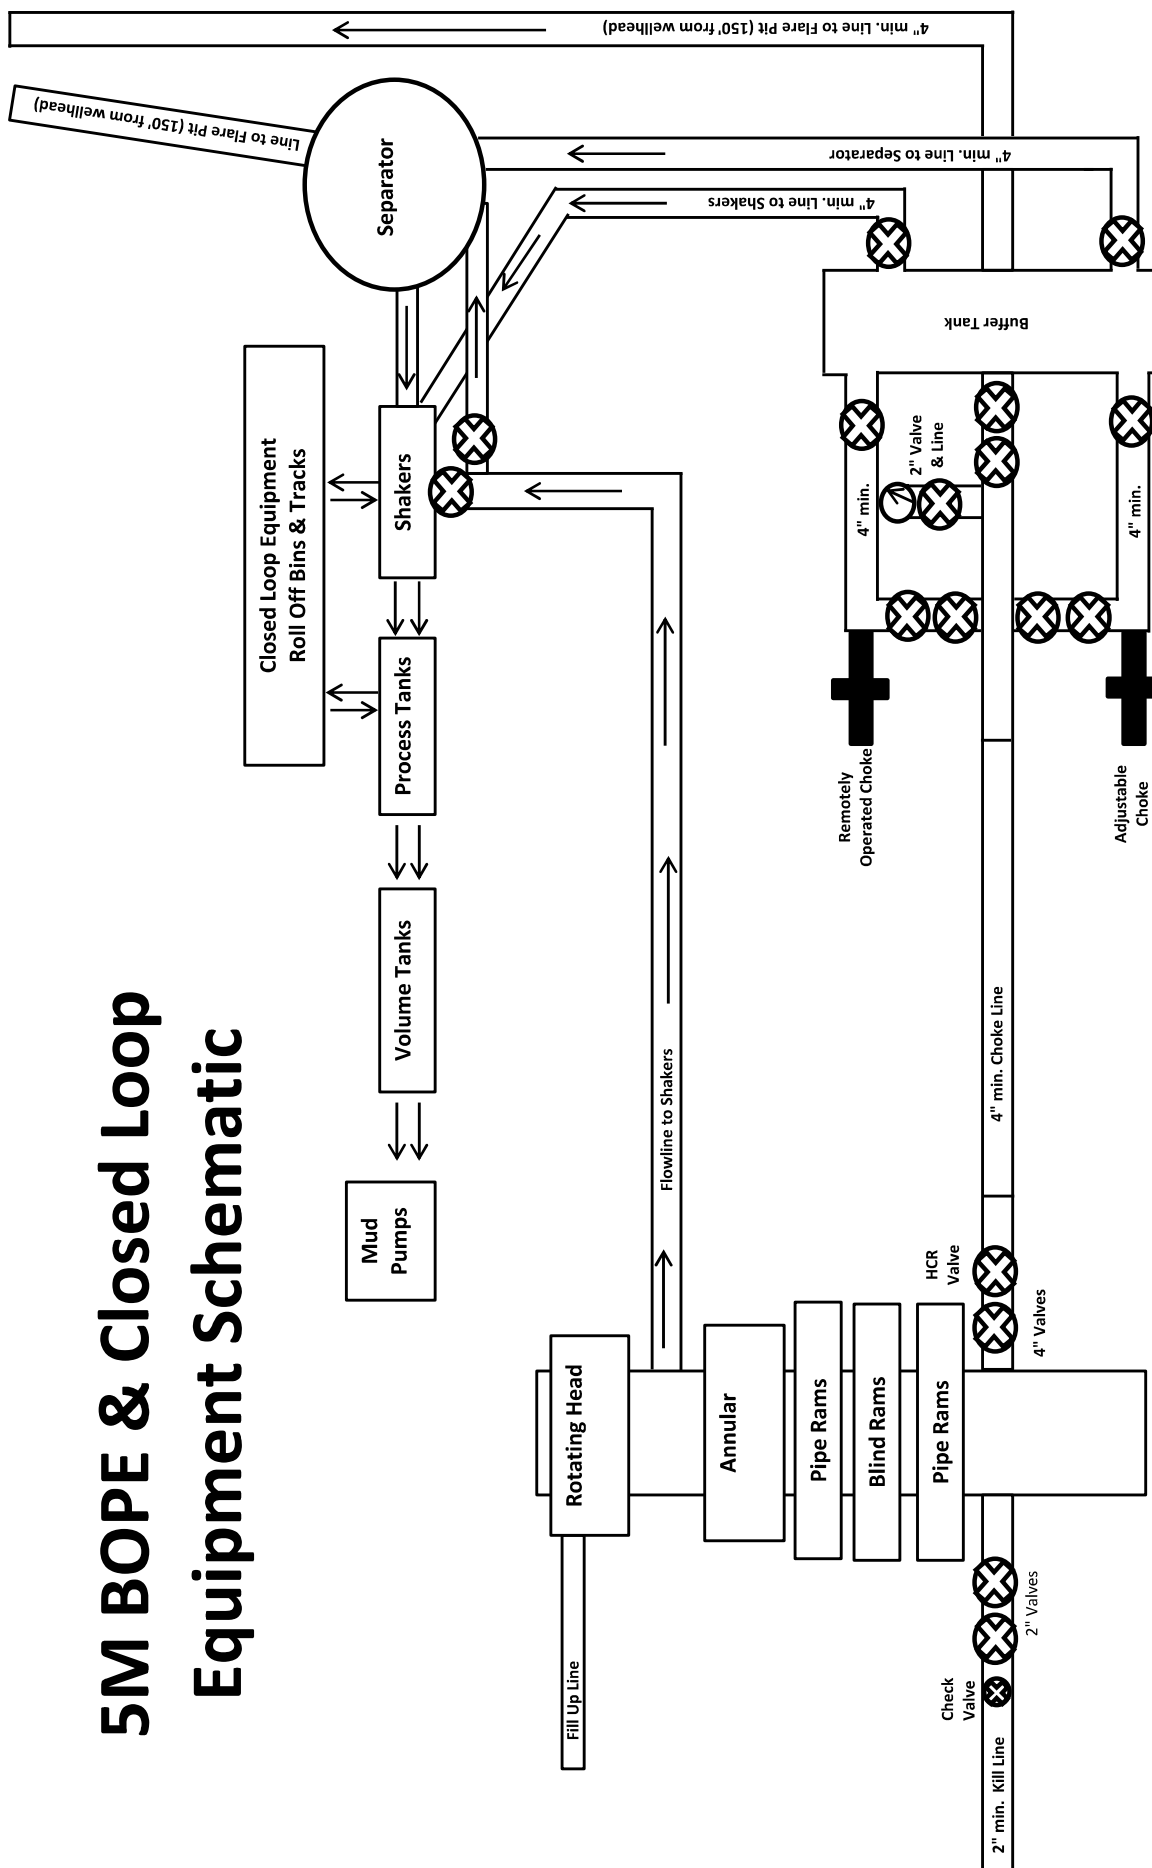 5M BOPE & Closed Loop
Equipment Schematic
Mud
Pumps
Volume Tanks
Process Tanks
Shakers
Closed Loop Equipment
Roll Off Bins & Tracks
Separator
Line to Flare Pit (150' from wellhead)
4" min. Line to Flare Pit (150' from wellhead)
4" min. Line to Separator
4" min. Line to Shakers
Fill Up Line
Rotating Head
Flowline to Shakers
Annular
Pipe Rams
Blind Rams
Pipe Rams
2" min. Kill Line
Check
Valve
2" Valves
HCR
Valve
4" Valves
4" min. Choke Line
Remotely
Operated Choke
Adjustable
Choke
4" min.
2" Valve
& Line
4" min.
Buffer Tank